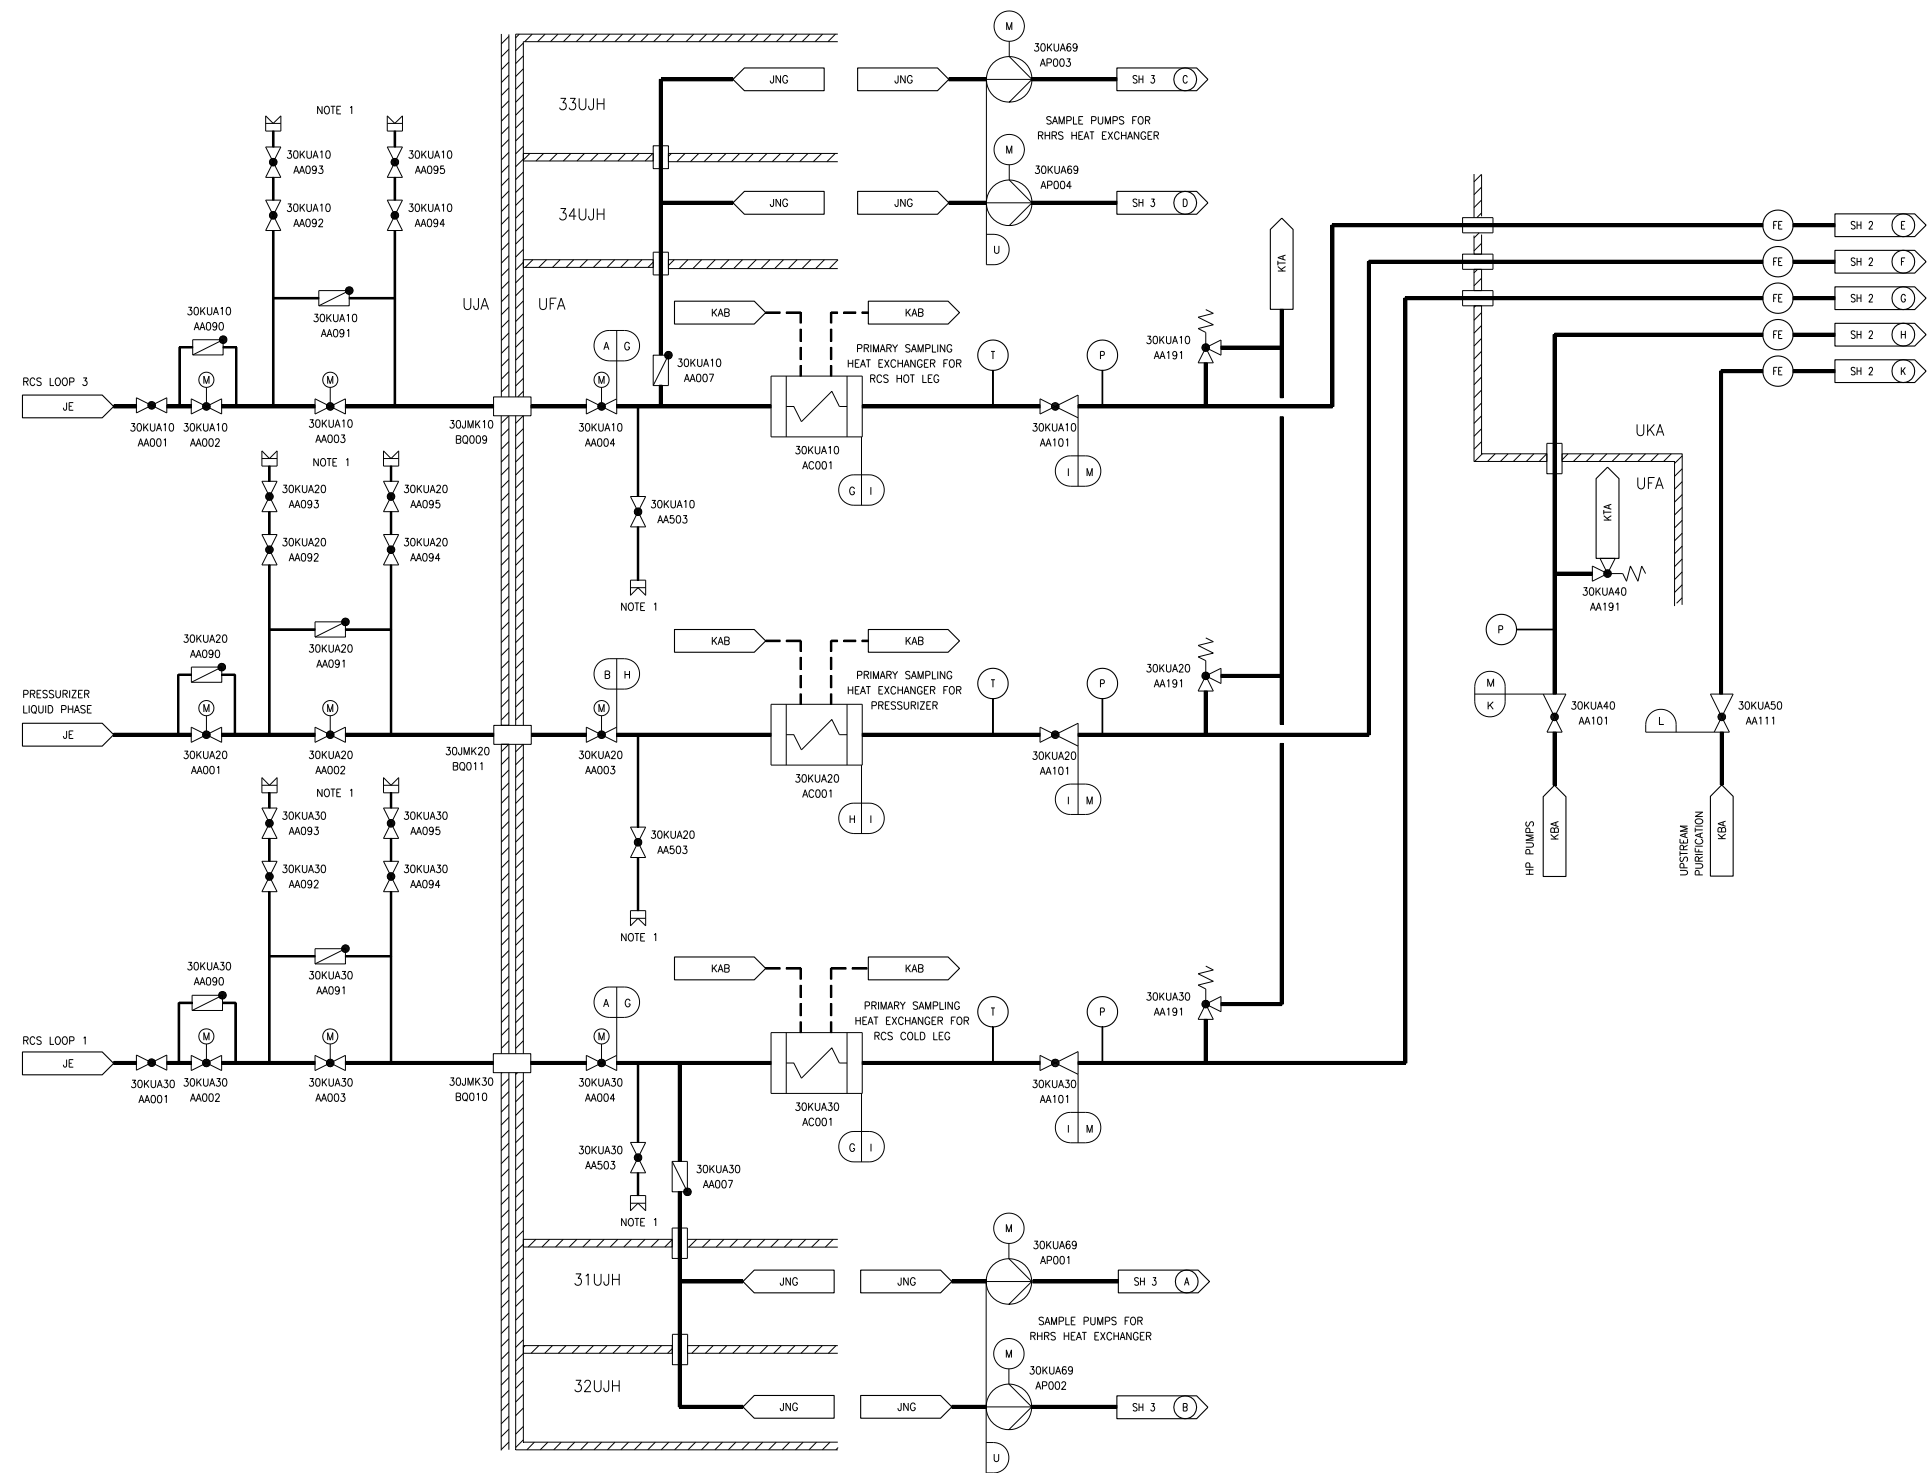 M
30KUA69
AP003
JNG
JNG
SH 3
C
33UJH
NOTE 1
SAMPLE PUMPS FOR
RHRS HEAT EXCHANGER
30KUA10
AA093
30KUA10
AA095
M
30KUA69
AP004
JNG
JNG
SH 3
D
30KUA10
AA092
30KUA10
AA094
34UJH
U
KTA
FE
SH 2
E
FE
SH 2
F
FE
SH 2
G
FE
SH 2
H
FE
SH 2
K
UJA
UFA
30KUA10
AA090
30KUA10
AA091
KAB
KAB
A
G
30KUA10
AA007
PRIMARY SAMPLING
HEAT EXCHANGER FOR
RCS HOT LEG
T
P
30KUA10
AA191
RCS LOOP 3
JE
M
M
M
30KUA10
AA001
30KUA10
AA002
30KUA10
AA003
30JMK10
BQ009
30KUA10
AA004
30KUA10
AC001
30KUA10
AA101
G
I
I
M
UKA
UFA
NOTE 1
30KUA20
AA093
30KUA20
AA095
30KUA10
AA503
30KUA20
AA092
30KUA20
AA094
NOTE 1
KTA
30KUA40
AA191
P
30KUA20
AA090
30KUA20
AA091
KAB
KAB
B
H
PRIMARY SAMPLING
HEAT EXCHANGER FOR
PRESSURIZER
T
P
30KUA20
AA191
M
K
30KUA40
AA101
L
30KUA50
AA111
PRESSURIZER
LIQUID PHASE
JE
M
M
M
30KUA20
AA001
30KUA20
AA002
30JMK20
BQ011
30KUA20
AA003
30KUA20
AC001
30KUA20
AA101
H
I
I
M
HP PUMPS
KBA
UPSTREAM
PURIFICATION
KBA
NOTE 1
30KUA30
AA093
30KUA30
AA095
30KUA20
AA503
30KUA30
AA092
30KUA30
AA094
NOTE 1
30KUA30
AA090
30KUA30
AA091
KAB
KAB
A
G
PRIMARY SAMPLING
HEAT EXCHANGER FOR
RCS COLD LEG
T
P
30KUA30
AA191
RCS LOOP 1
JE
M
M
M
30KUA30
AA001
30KUA30
AA002
30KUA30
AA003
30JMK30
BQ010
30KUA30
AA004
30KUA30
AC001
30KUA30
AA101
G
I
I
M
30KUA30
AA503
30KUA30
AA007
NOTE 1
M
30KUA69
AP001
31UJH
JNG
JNG
SH 3
A
SAMPLE PUMPS FOR
RHRS HEAT EXCHANGER
M
30KUA69
AP002
32UJH
JNG
JNG
SH 3
B
U